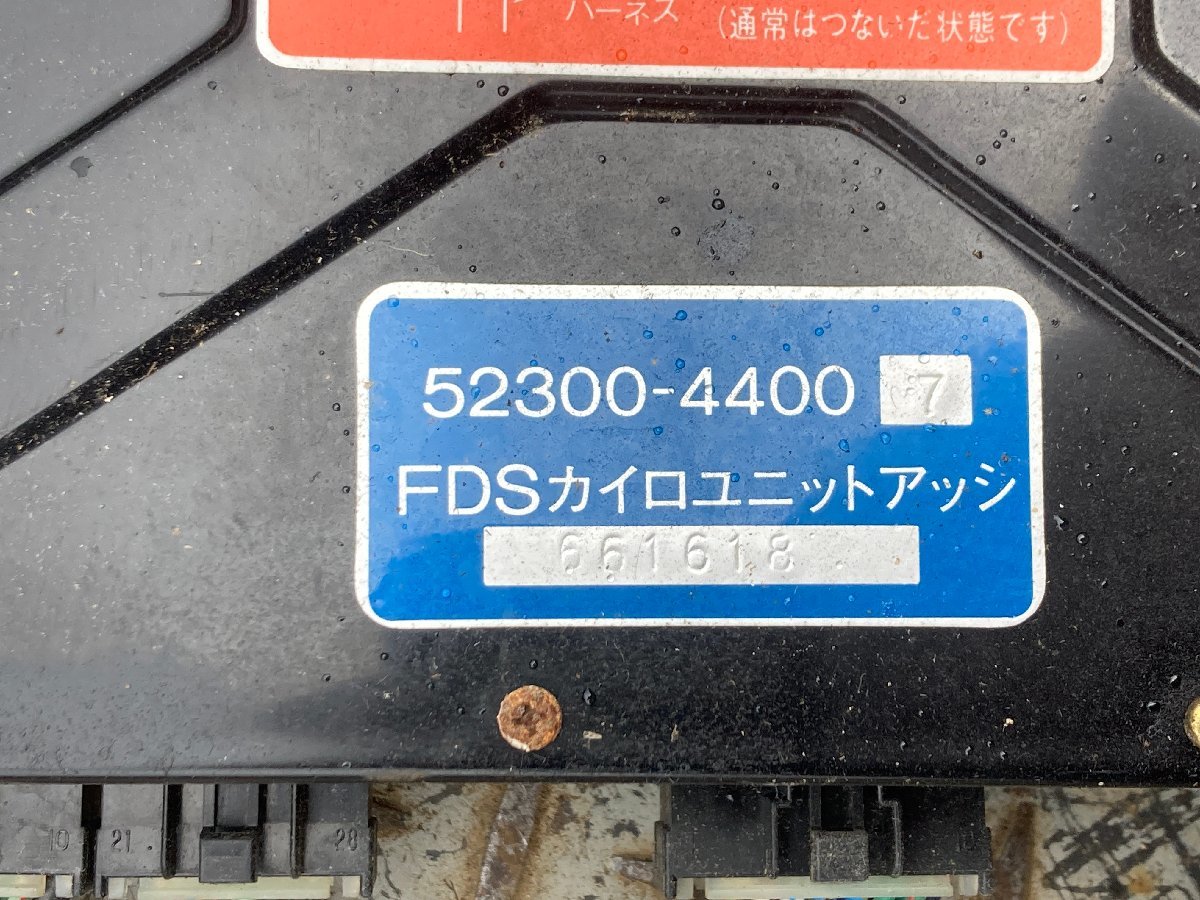 ハーネス
(通常はつないだ状態です)
52300-4400 7
FDSカイロユニットアッシ
661618
19 21 28